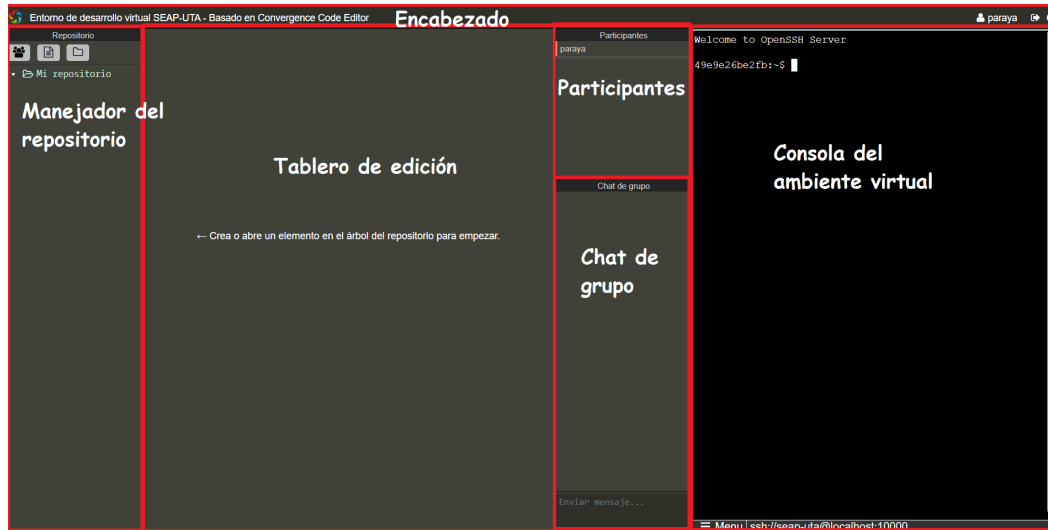 Entorno de desarrollo virtual SEAP-UTA - Basado en Convergence Code Editor
Encabezado
paraya
Repositorio
Mi repositorio
Manejador del
repositorio
Tablero de edición
← Crea o abre un elemento en el árbol del repositorio para empezar.
Participantes
paraya
Participantes
Chat de grupo
Chat de
grupo
Enviar mensaje...
Welcome to OpenSSH Server
49e9e26be2fb:~$
Consola del
ambiente virtual
Menu ssh://seap-uta@localhost:10000